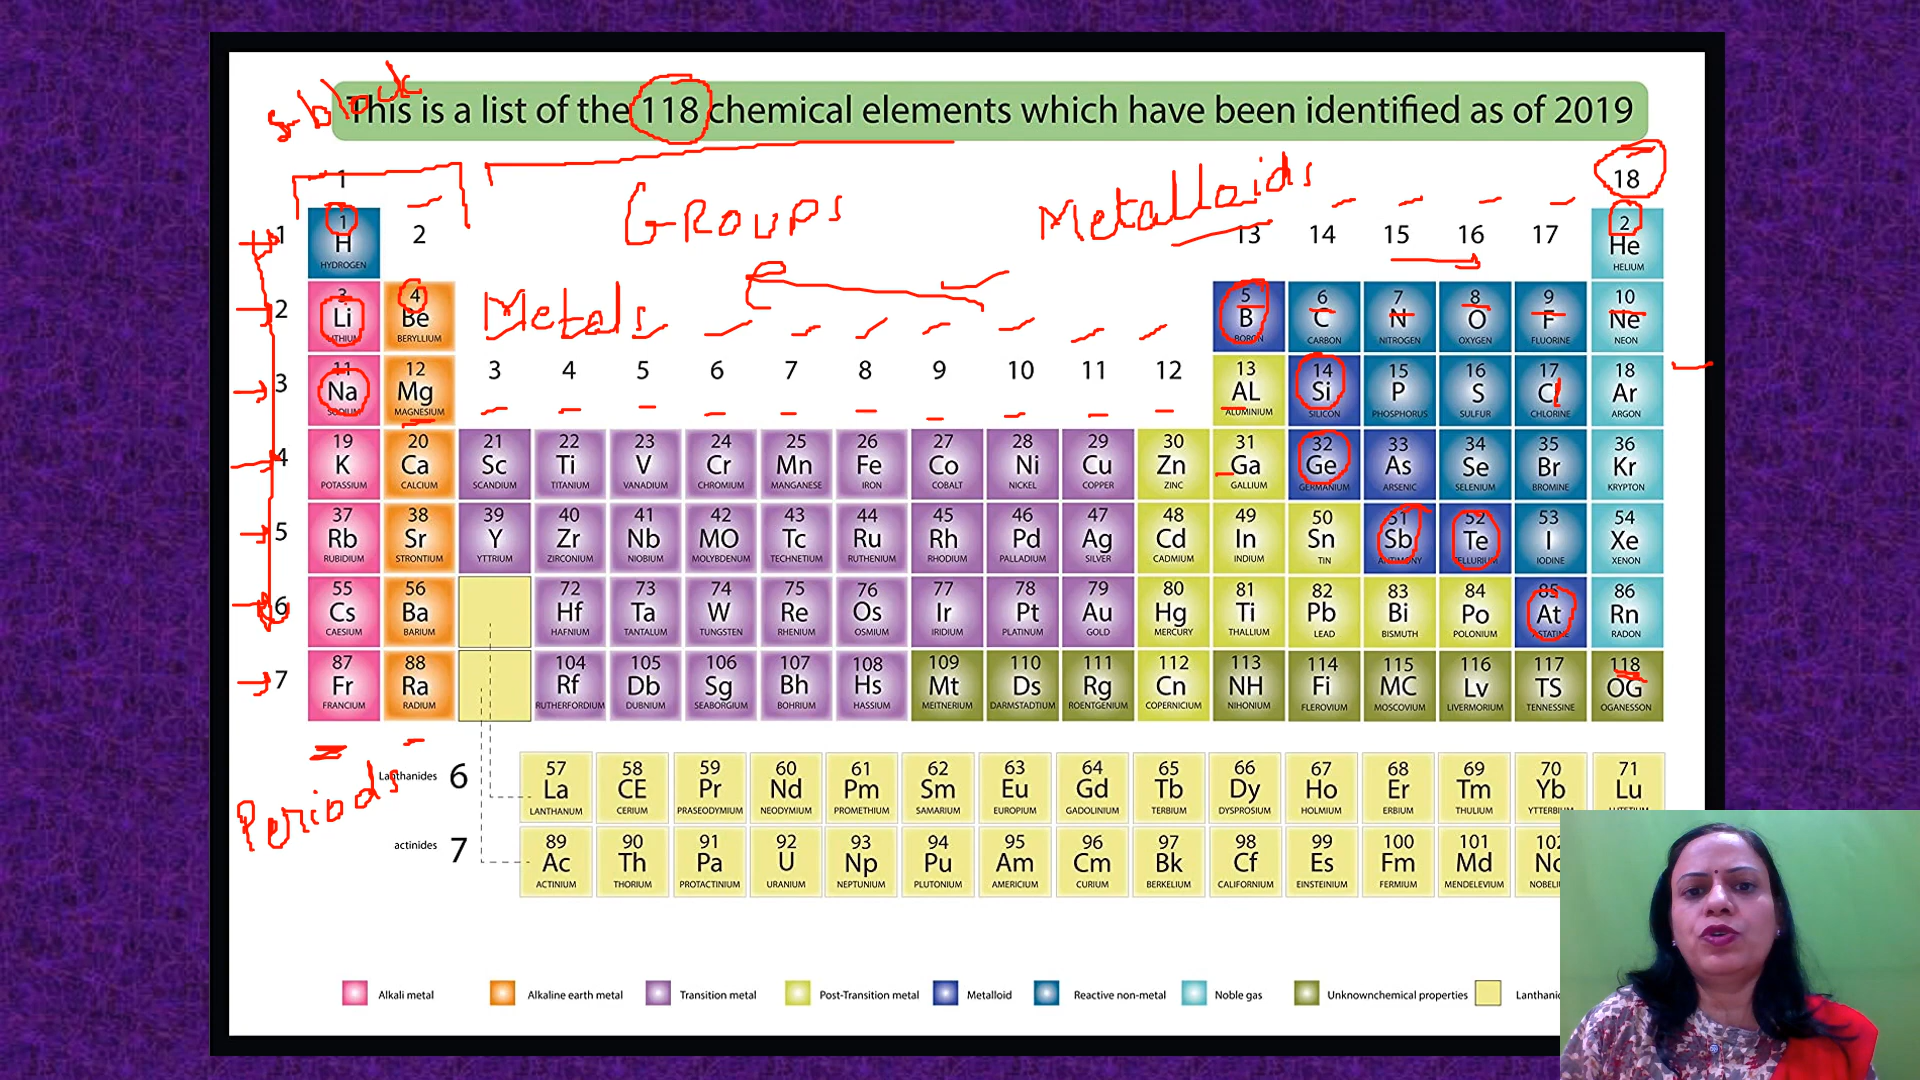 s-block
This is a list of the 118 chemical elements which have been identified as of 2019
1 18
GROUPS Metalloids
1 1 H HYDROGEN 2 13 14 15 16 17 2 He HELIUM
2 3 Li LITHIUM 4 Be BERYLLIUM Metals 5 B BORON 6 C CARBON 7 N NITROGEN 8 O OXYGEN 9 F FLUORINE 10 Ne NEON
3 11 Na SODIUM 12 Mg MAGNESIUM 3 4 5 6 7 8 9 10 11 12 13 AL ALUMINIUM 14 Si SILICON 15 P PHOSPHORUS 16 S SULFUR 17 Cl CHLORINE 18 Ar ARGON
4 19 K POTASSIUM 20 Ca CALCIUM 21 Sc SCANDIUM 22 Ti TITANIUM 23 V VANADIUM 24 Cr CHROMIUM 25 Mn MANGANESE 26 Fe IRON 27 Co COBALT 28 Ni NICKEL 29 Cu COPPER 30 Zn ZINC 31 Ga GALLIUM 32 Ge GERMANIUM 33 As ARSENIC 34 Se SELENIUM 35 Br BROMINE 36 Kr KRYPTON
5 37 Rb RUBIDIUM 38 Sr STRONTIUM 39 Y YTTRIUM 40 Zr ZIRCONIUM 41 Nb NIOBIUM 42 MO MOLYBDENUM 43 Tc TECHNETIUM 44 Ru RUTHENIUM 45 Rh RHODIUM 46 Pd PALLADIUM 47 Ag SILVER 48 Cd CADMIUM 49 In INDIUM 50 Sn TIN 51 Sb ANTIMONY 52 Te TELLURIUM 53 I IODINE 54 Xe XENON
6 55 Cs CAESIUM 56 Ba BARIUM 72 Hf HAFNIUM 73 Ta TANTALUM 74 W TUNGSTEN 75 Re RHENIUM 76 Os OSMIUM 77 Ir IRIDIUM 78 Pt PLATINUM 79 Au GOLD 80 Hg MERCURY 81 Ti THALLIUM 82 Pb LEAD 83 Bi BISMUTH 84 Po POLONIUM 85 At ASTATINE 86 Rn RADON
7 87 Fr FRANCIUM 88 Ra RADIUM 104 Rf RUTHERFORDIUM 105 Db DUBNIUM 106 Sg SEABORGIUM 107 Bh BOHRIUM 108 Hs HASSIUM 109 Mt MEITNERIUM 110 Ds DARMSTADTIUM 111 Rg ROENTGENIUM 112 Cn COPERNICIUM 113 NH NIHONIUM 114 Fi FLEROVIUM 115 MC MOSCOVIUM 116 Lv LIVERMORIUM 117 TS TENNESSINE 118 OG OGANESSON
Periods
Lanthanides 6 57 La LANTHANUM 58 CE CERIUM 59 Pr PRASEODYMIUM 60 Nd NEODYMIUM 61 Pm PROMETHIUM 62 Sm SAMARIUM 63 Eu EUROPIUM 64 Gd GADOLINIUM 65 Tb TERBIUM 66 Dy DYSPROSIUM 67 Ho HOLMIUM 68 Er ERBIUM 69 Tm THULIUM 70 Yb 71 Lu
actinides 7 89 Ac ACTINIUM 90 Th THORIUM 91 Pa PROTACTINIUM 92 U URANIUM 93 Np NEPTUNIUM 94 Pu PLUTONIUM 95 Am AMERICIUM 96 Cm CURIUM 97 Bk BERKELIUM 98 Cf CALIFORNIUM 99 Es EINSTEINIUM 100 Fm FERMIUM 101 Md MENDELEVIUM
Alkali metal Alkaline earth metal Transition metal Post-Transition metal Metalloid Reactive non-metal Noble gas Unknownchemical properties